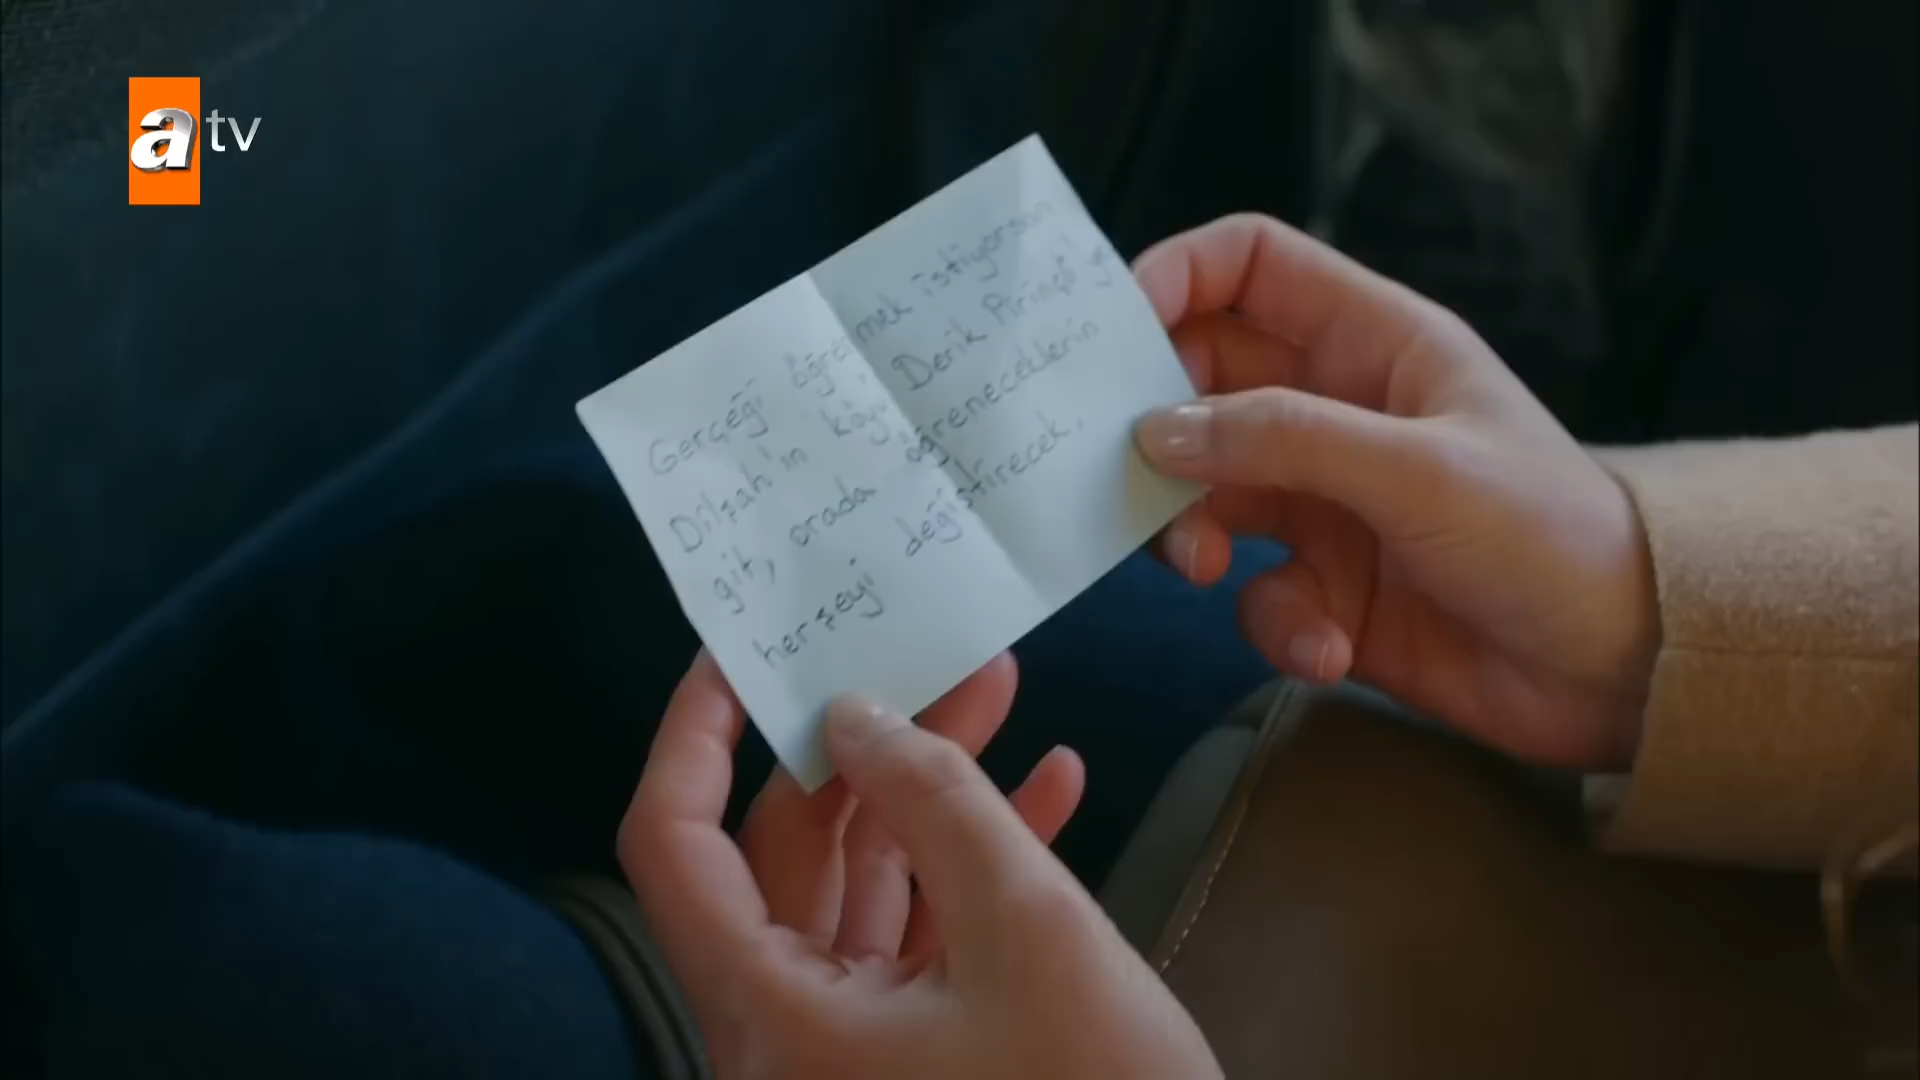 atv
Gerçeği öğrenmek istiyorsan
Dilşah'ın köyü Derik Pirinçli'ye
git, orada öğreneceklerin
herşeyi değiştirecek.